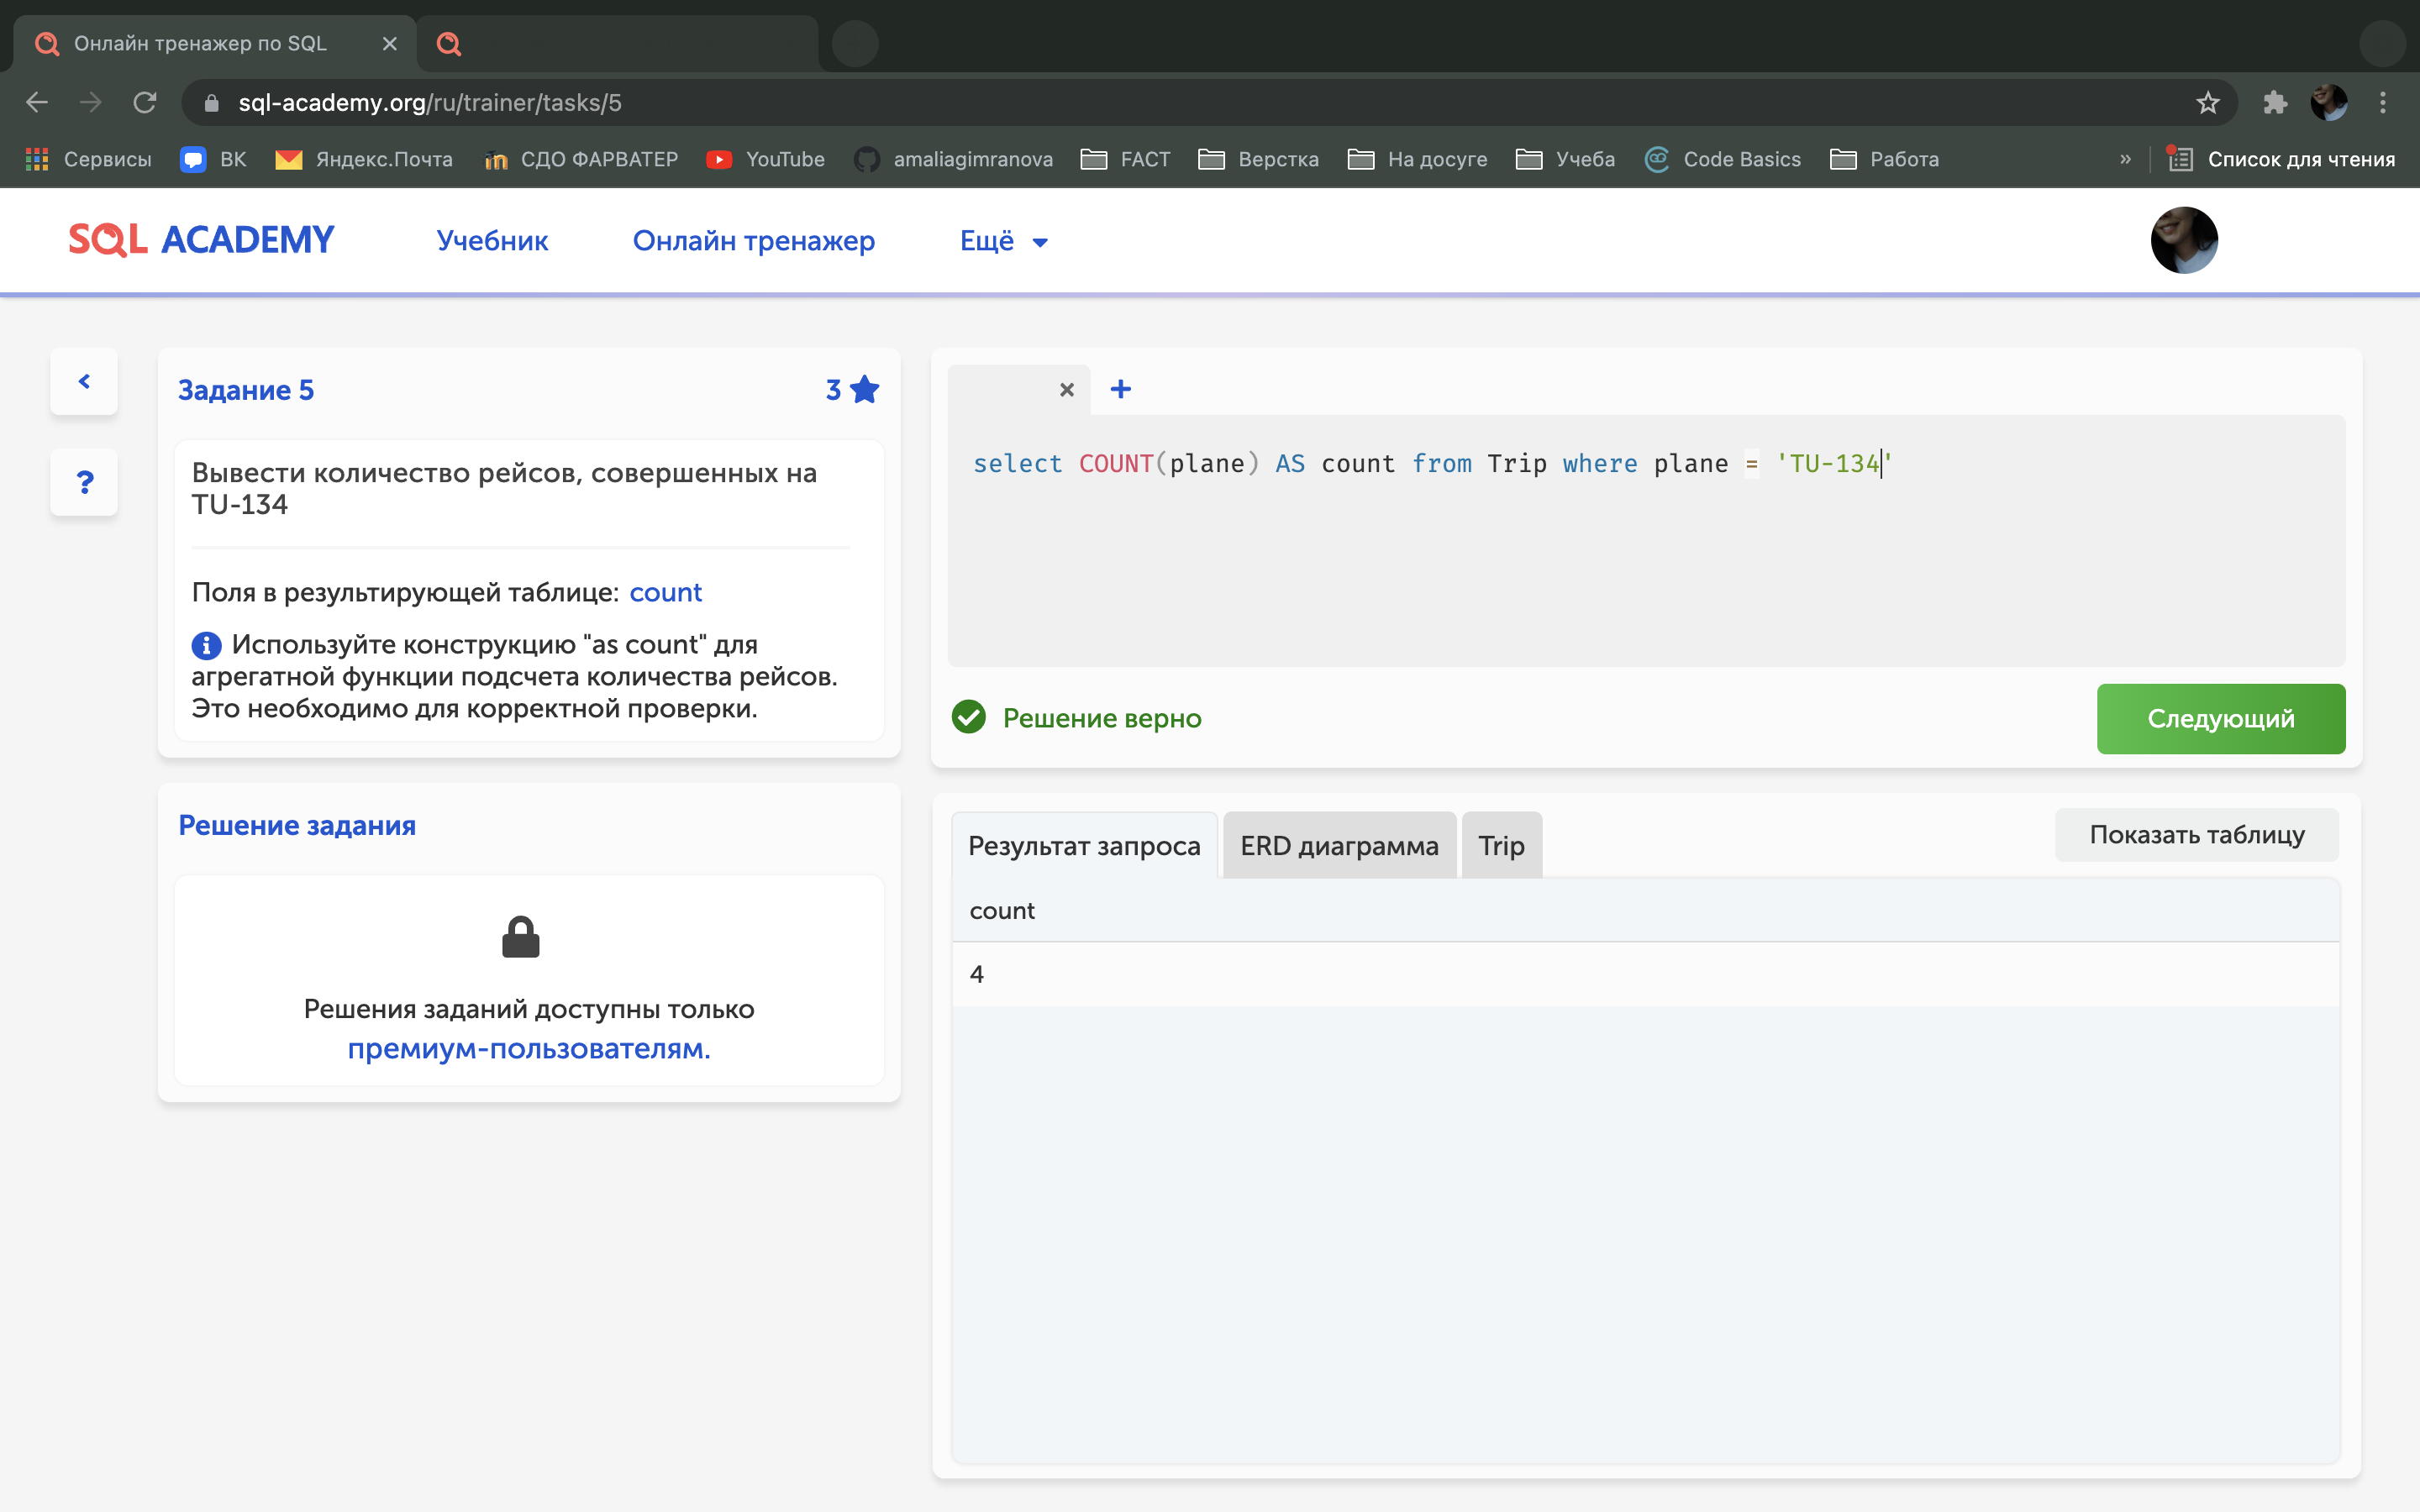 Онлайн тренажер по SQL
sql-academy.org/ru/trainer/tasks/5
Сервисы ВК Яндекс.Почта СДО ФАРВАТЕР YouTube amaliagimranova FACT Верстка На досуге Учеба Code Basics Работа » Список для чтения
SQL ACADEMY Учебник Онлайн тренажер Ещё
Задание 5 3
Вывести количество рейсов, совершенных на
TU-134
Поля в результирующей таблице: count
Используйте конструкцию "as count" для
агрегатной функции подсчета количества рейсов.
Это необходимо для корректной проверки.
Решение задания
Решения заданий доступны только
премиум-пользователям.
select COUNT(plane) AS count from Trip where plane = 'TU-134'
Решение верно
Следующий
Результат запроса ERD диаграмма Trip Показать таблицу
count
4